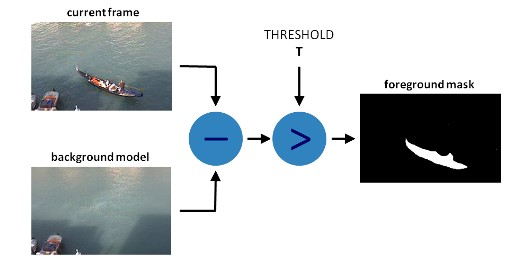 current frame
THRESHOLD
T
−
>
foreground mask
background model